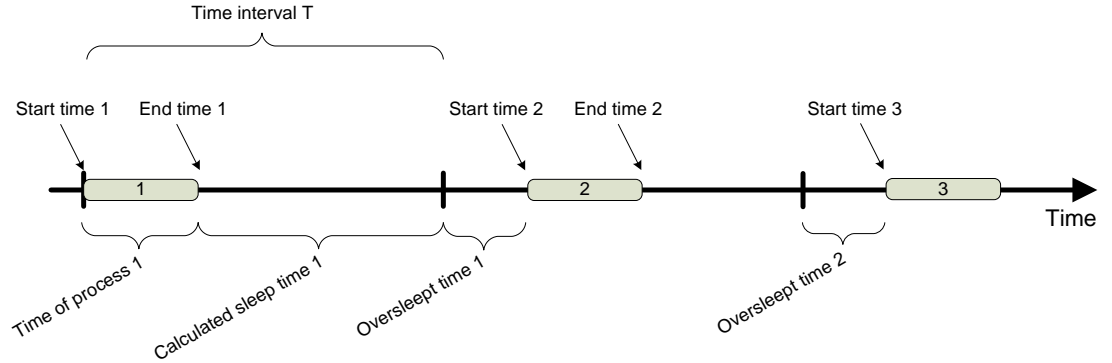 Time interval T
Start time 1
End time 1
Start time 2
End time 2
Start time 3
1
2
3
Time
Time of process 1
Calculated sleep time 1
Oversleept time 1
Oversleept time 2